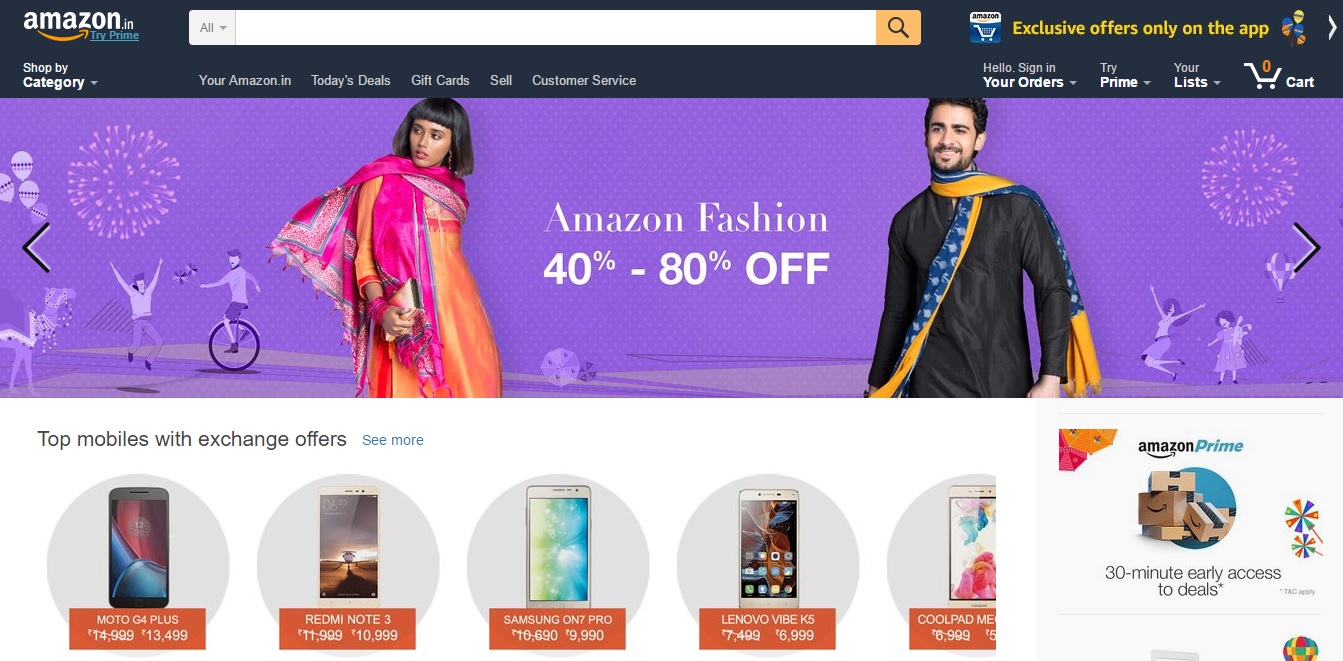 amazon.in
Try Prime
All
amazon
Exclusive offers only on the app
Shop by
Category
Your Amazon.in
Today's Deals
Gift Cards
Sell
Customer Service
Hello. Sign in
Your Orders
Try
Prime
Your
Lists
0
Cart
Amazon Fashion
40% - 80% OFF
Top mobiles with exchange offers
See more
12
06:23
MOTO G4 PLUS
₹14,999 ₹13,499
REDMI NOTE 3
₹11,999 ₹10,999
SAMSUNG ON7 PRO
₹10,690 ₹9,990
LENOVO VIBE K5
₹7,499 ₹6,999
COOLPAD
₹6,999
amazonPrime
30-minute early access
to deals*
* T&C apply